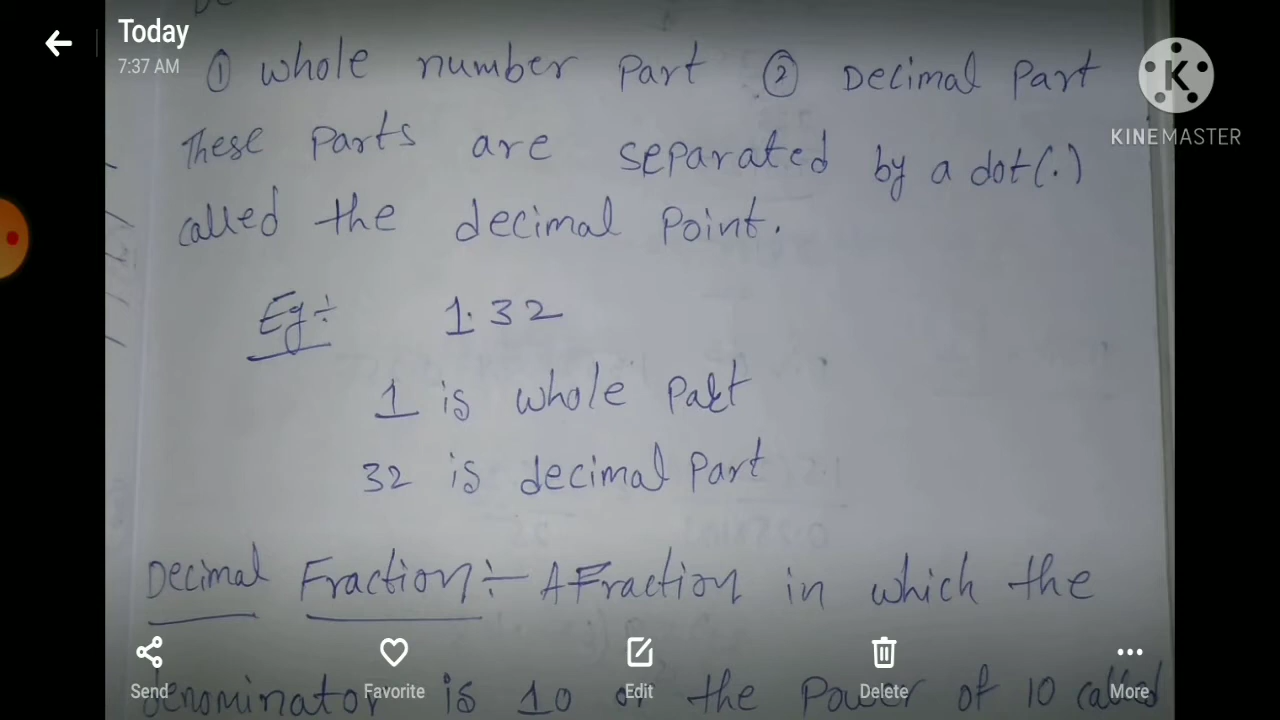 Today
7:37 AM
① Whole number Part ② Decimal Part
These Parts are separated by a dot(.)
called the decimal Point.
Eg÷ 1.32
1 is whole Part
32 is decimal Part
Decimal Fraction÷ A Fraction in which the
denominator is 10 or the Power of 10 called
KINEMASTER
Send
Favorite
Edit
Delete
More